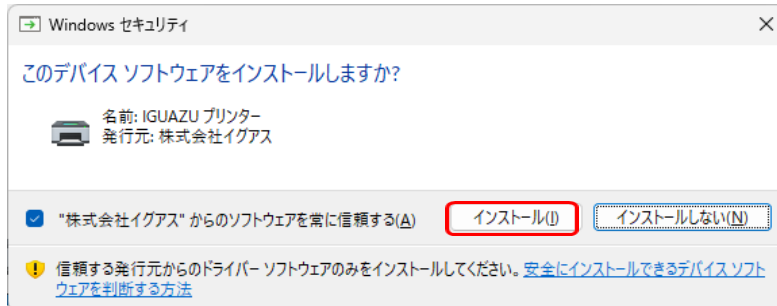 Windows セキュリティ
このデバイス ソフトウェアをインストールしますか?
名前: IGUAZU プリンター
発行元: 株式会社イグアス
"株式会社イグアス" からのソフトウェアを常に信頼する(A)
インストール(I)
インストールしない(N)
信頼する発行元からのドライバー ソフトウェアのみをインストールしてください。安全にインストールできるデバイス ソフト
ウェアを判断する方法